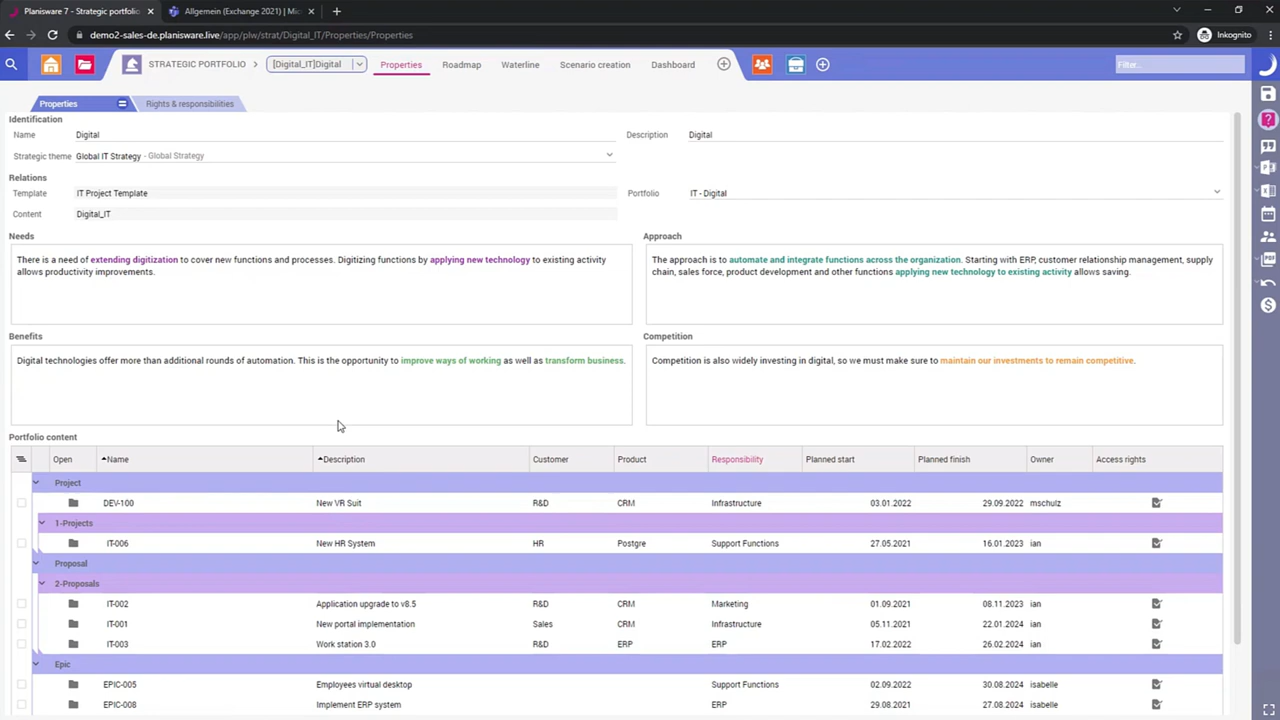 Planisware 7 - Strategic portfolio
Allgemein (Exchange 2021) | Mic
demo2-sales-de.planisware.live/app/plw/strat/Digital_IT/Properties/Properties
Inkognito
STRATEGIC PORTFOLIO
[Digital_IT]Digital
Properties
Roadmap
Waterline
Scenario creation
Dashboard
Filter...
Properties
Rights & responsibilities
Identification
Name Digital
Description Digital
Strategic theme Global IT Strategy - Global Strategy
Relations
Template IT Project Template
Portfolio IT - Digital
Content Digital_IT
Needs
There is a need of extending digitization to cover new functions and processes. Digitizing functions by applying new technology to existing activity
allows productivity improvements.
Approach
The approach is to automate and integrate functions across the organization. Starting with ERP, customer relationship management, supply
chain, sales force, product development and other functions applying new technology to existing activity allows saving.
Benefits
Digital technologies offer more than additional rounds of automation. This is the opportunity to improve ways of working as well as transform business.
Competition
Competition is also widely investing in digital, so we must make sure to maintain our investments to remain competitive.
Portfolio content
Open Name Description Customer Product Responsibility Planned start Planned finish Owner Access rights
Project
DEV-100 New VR Suit R&D CRM Infrastructure 03.01.2022 29.09.2022 mschulz
1-Projects
IT-006 New HR System HR Postgre Support Functions 27.05.2021 16.01.2023 ian
Proposal
2-Proposals
IT-002 Application upgrade to v8.5 R&D CRM Marketing 01.09.2021 08.11.2023 ian
IT-001 New portal implementation Sales CRM Infrastructure 05.11.2021 22.01.2024 ian
IT-003 Work station 3.0 R&D ERP ERP 17.02.2022 26.02.2024 ian
Epic
EPIC-005 Employees virtual desktop Support Functions 02.09.2022 30.08.2024 isabelle
EPIC-008 Implement ERP system ERP 29.08.2021 27.08.2024 isabelle